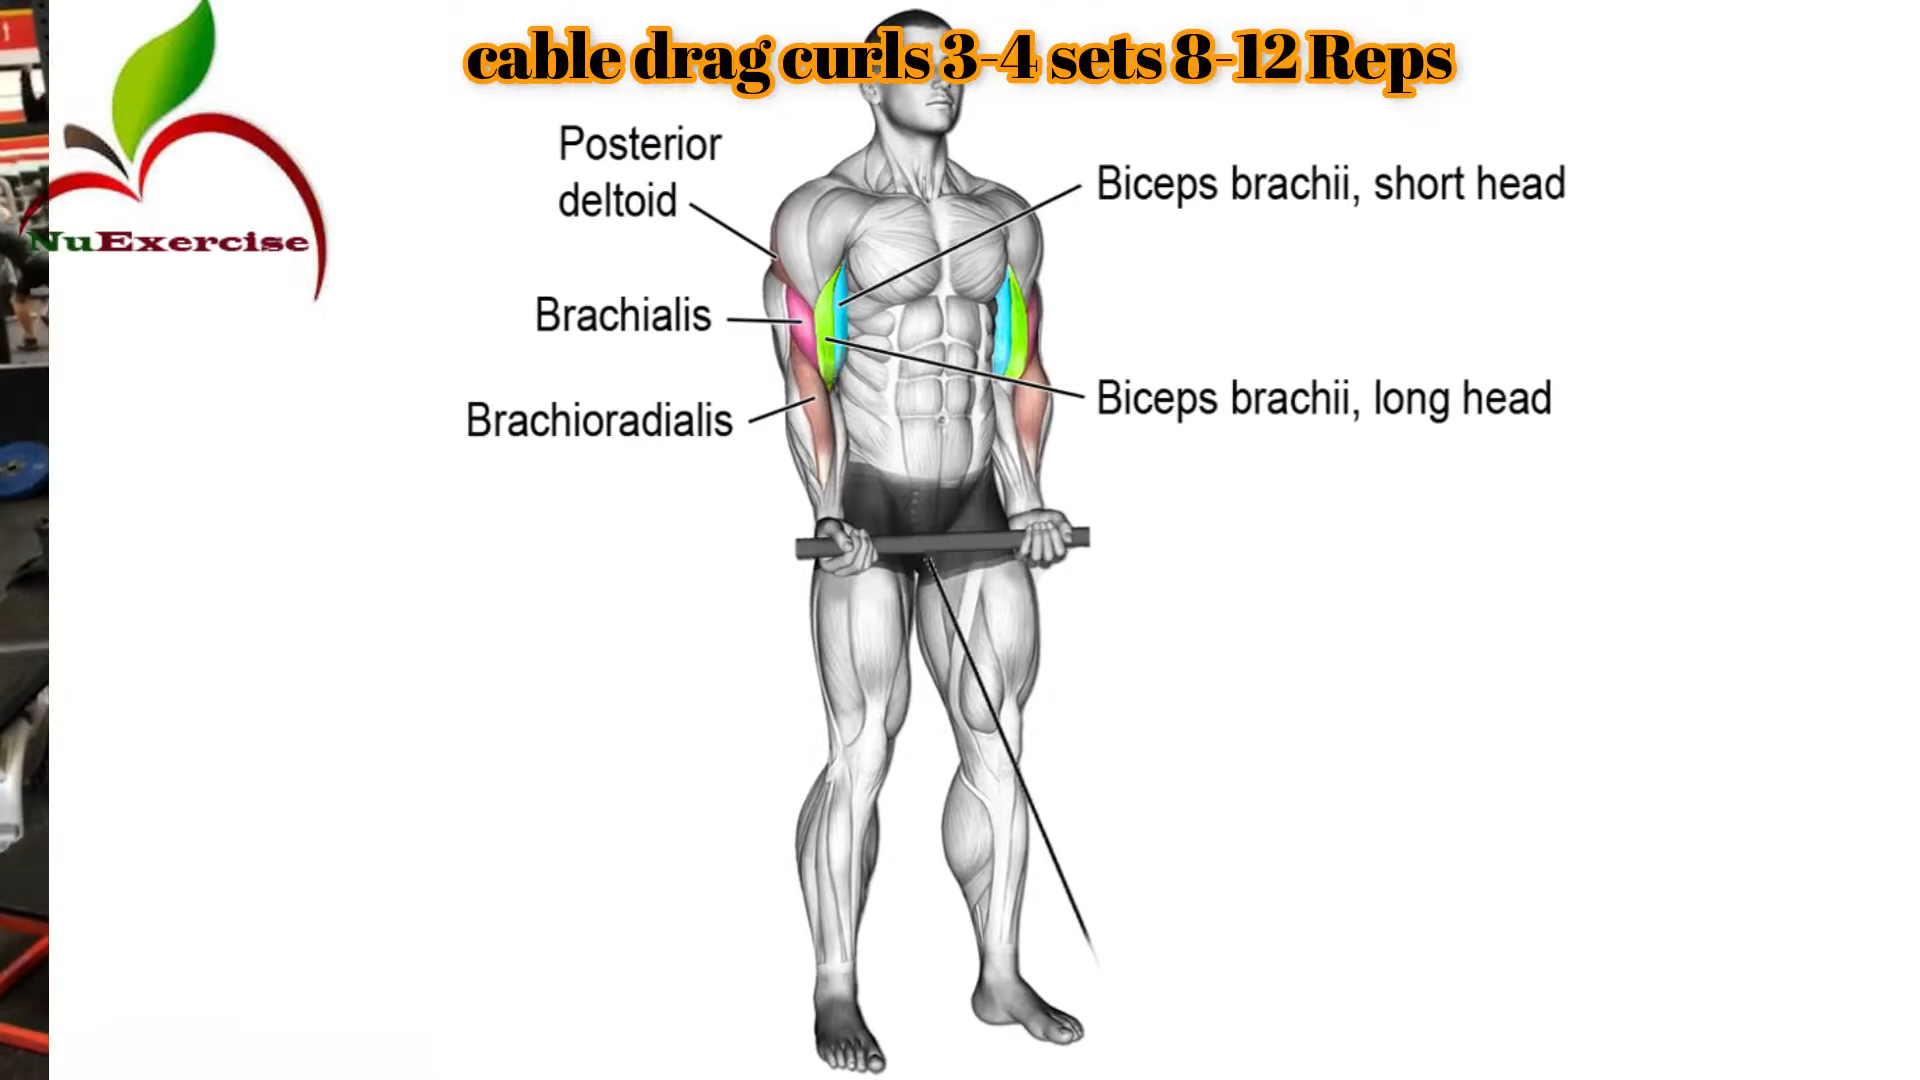 cable drag curls 3-4 sets 8-12 Reps
Posterior
deltoid
Biceps brachii, short head
NuExercise
Brachialis
Biceps brachii, long head
Brachioradialis